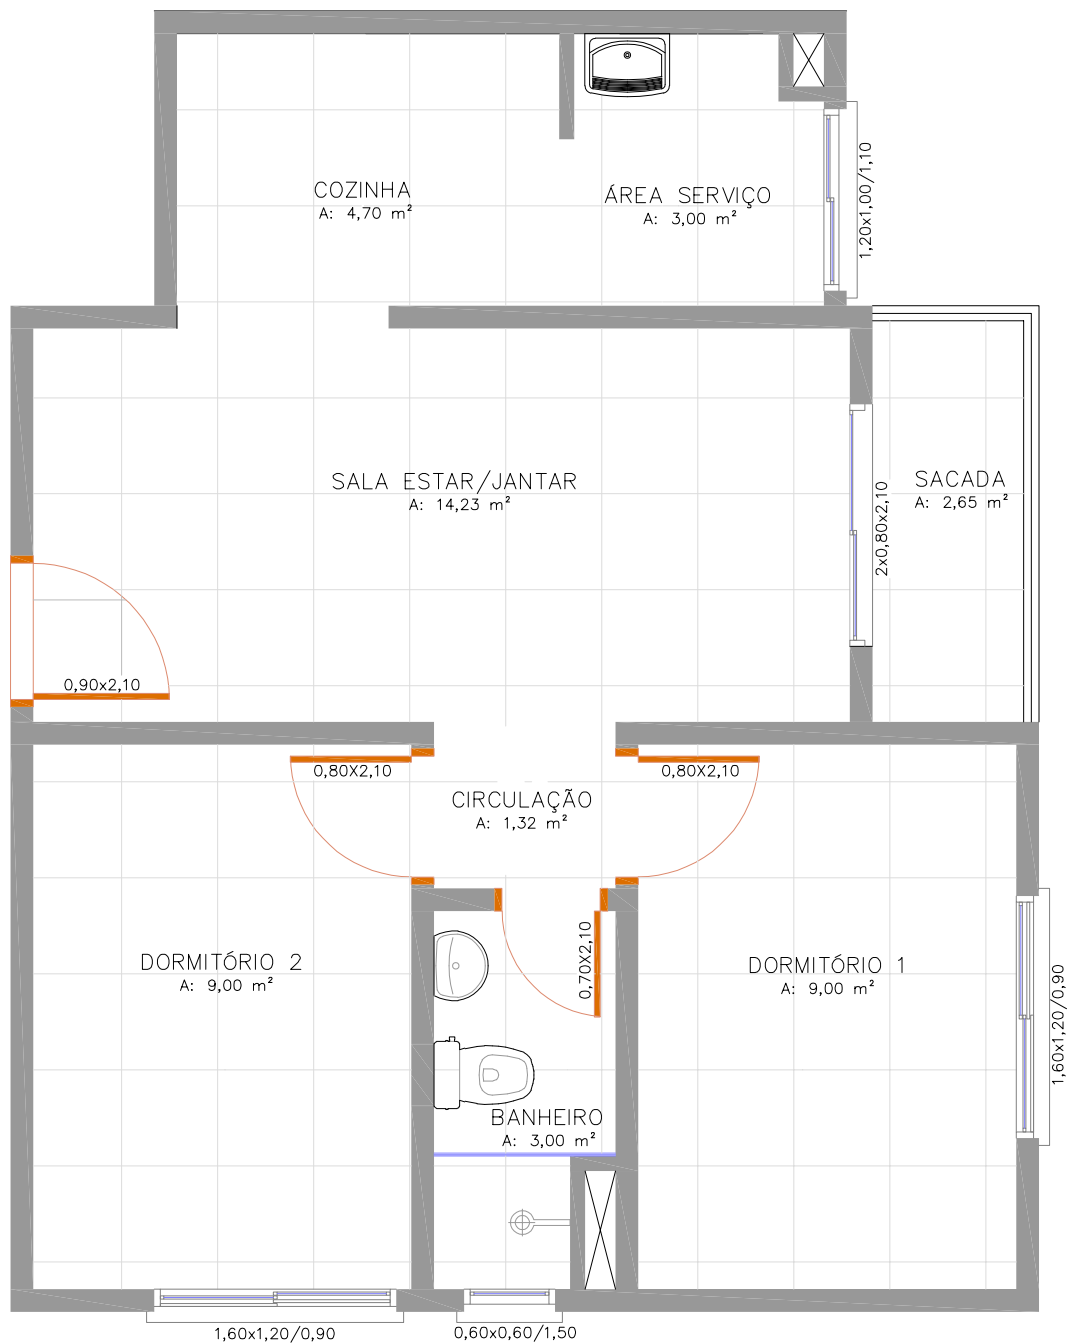 COZINHA
A: 4,70 m²
ÁREA SERVIÇO
A: 3,00 m²
1,20x1,00/1,10
SALA ESTAR/JANTAR
A: 14,23 m²
2x0,80x2,10
SACADA
A: 2,65 m²
0,90x2,10
0,80X2,10
0,80X2,10
CIRCULAÇÃO
A: 1,32 m²
DORMITÓRIO 2
A: 9,00 m²
0,70X2,10
DORMITÓRIO 1
A: 9,00 m²
1,60x1,20/0,90
BANHEIRO
A: 3,00 m²
1,60x1,20/0,90
0,60x0,60/1,50